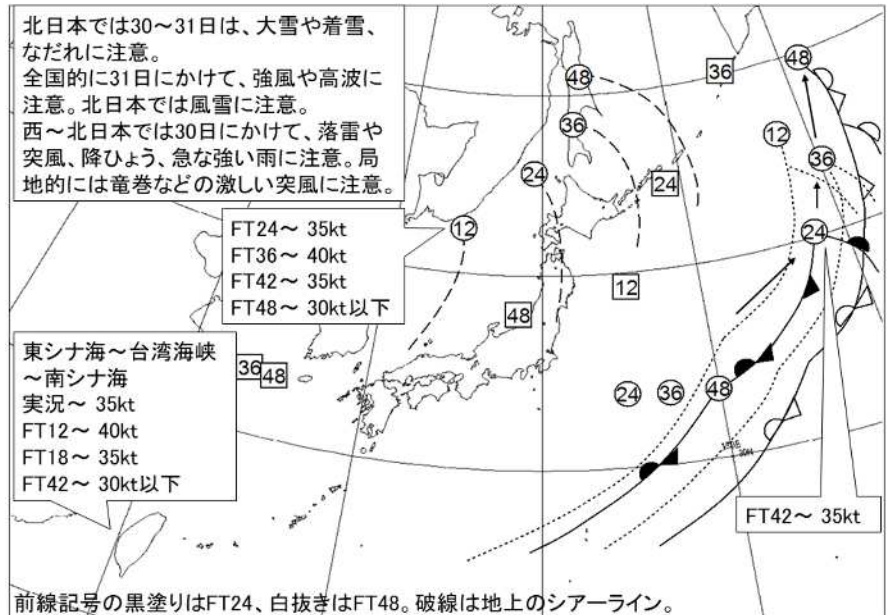 北日本では30～31日は、大雪や着雪、
なだれに注意。
全国的に31日にかけて、強風や高波に
注意。北日本では風雪に注意。
西～北日本では30日にかけて、落雷や
突風、降ひょう、急な強い雨に注意。局
地的には竜巻などの激しい突風に注意。
48
36
48
12
36
36
24
24
12
24
FT24～ 35kt
FT36～ 40kt
FT42～ 35kt
FT48～ 30kt以下
12
48
東シナ海～台湾海峡
～南シナ海
実況～ 35kt
FT12～ 40kt
FT18～ 35kt
FT42～ 30kt以下
36
48
24
36
48
FT42～ 35kt
前線記号の黒塗りはFT24、白抜きはFT48。破線は地上のシアーライン。